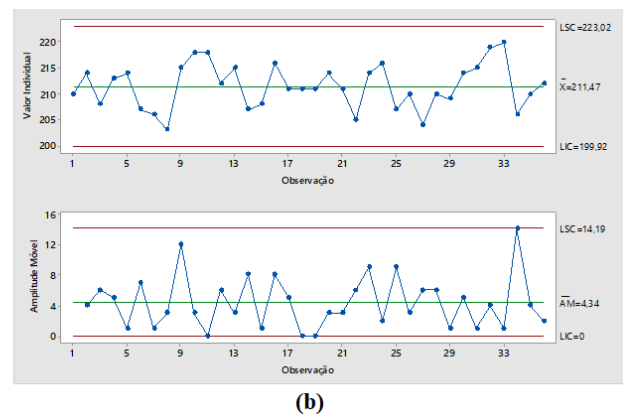 LSC=223,02
220
215
210
205
200
Valor Individual
X̄=211,47
LIC=199,92
1 5 9 13 17 21 25 29 33
Observação
LSC=14,19
16
12
8
4
0
Amplitude Móvel
A̅M̅=4,34
LIC=0
1 5 9 13 17 21 25 29 33
Observação
(b)